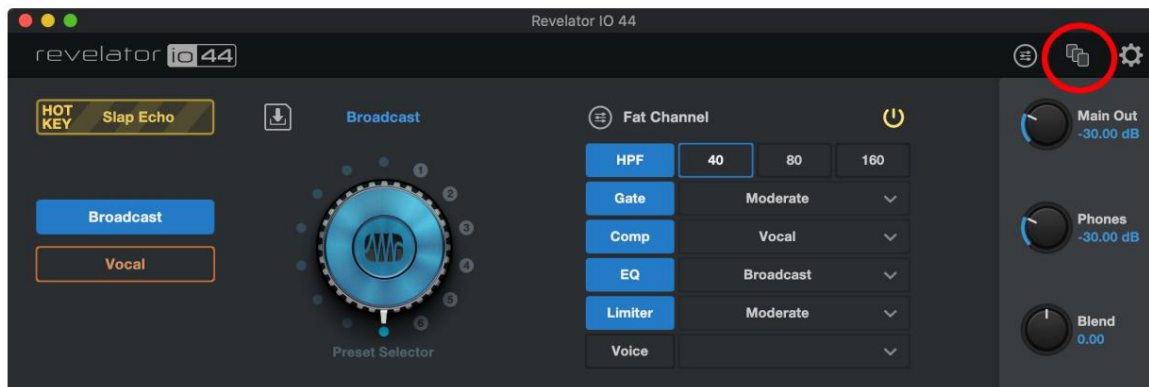 Revelator IO 44
revelator io 44
HOT KEY Slap Echo
Broadcast
Broadcast
Vocal
1
2
3
4
5
6
Preset Selector
Fat Channel
HPF 40 80 160
Gate Moderate
Comp Vocal
EQ Broadcast
Limiter Moderate
Voice
Main Out
-30.00 dB
Phones
-30.00 dB
Blend
0.00